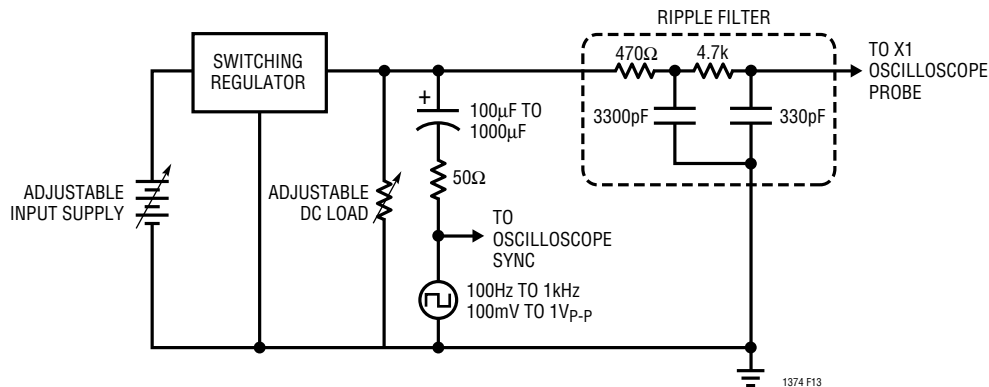 RIPPLE FILTER
SWITCHING
REGULATOR
470Ω
4.7k
TO X1
OSCILLOSCOPE
PROBE
+
100µF TO
1000µF
3300pF
330pF
ADJUSTABLE
INPUT SUPPLY
ADJUSTABLE
DC LOAD
50Ω
TO
OSCILLOSCOPE
SYNC
100Hz TO 1kHz
100mV TO 1VP-P
1374 F13